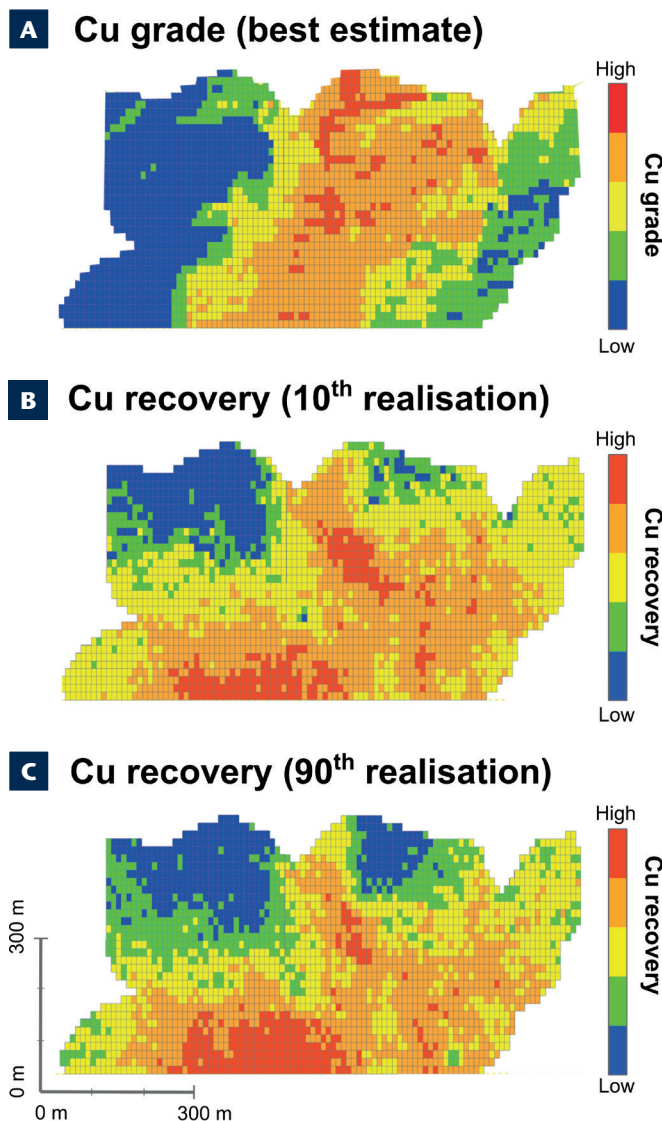 A Cu grade (best estimate)
High
Cu grade
Low
B Cu recovery (10th realisation)
High
Cu recovery
Low
C Cu recovery (90th realisation)
High
Cu recovery
Low
300 m
0 m
0 m 300 m